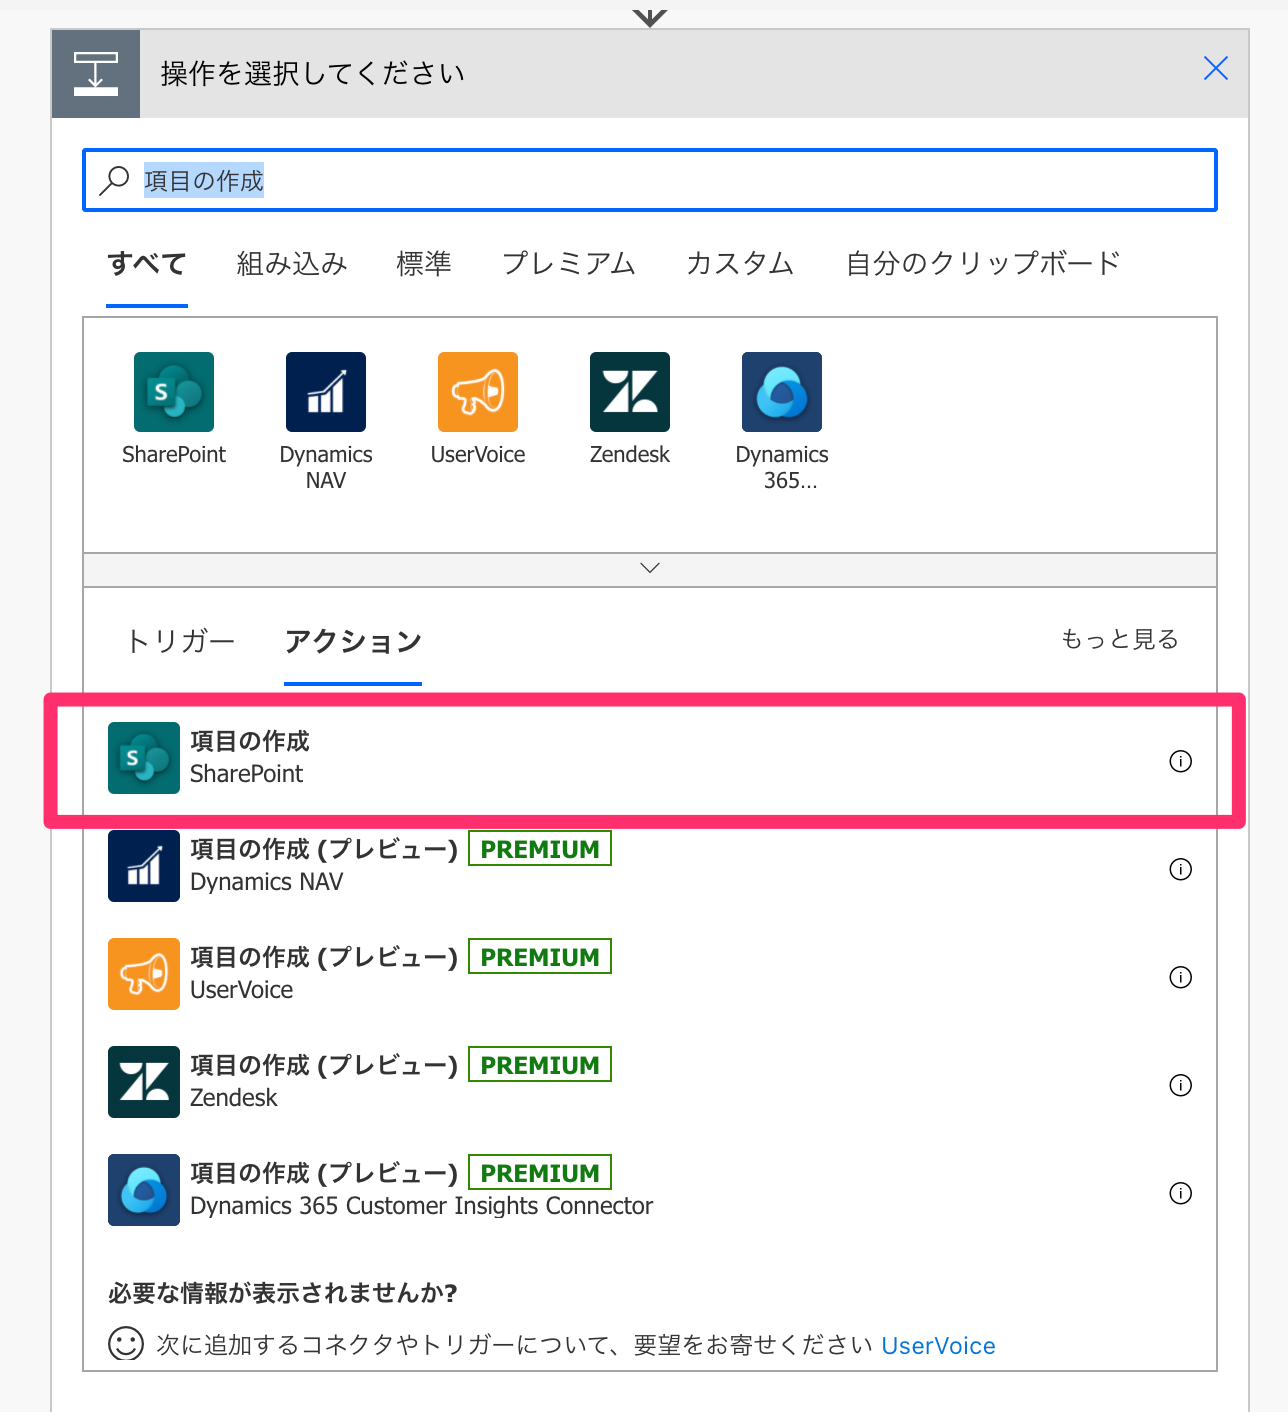 操作を選択してください
項目の作成
すべて 組み込み 標準 プレミアム カスタム 自分のクリップボード
SharePoint Dynamics NAV UserVoice Zendesk Dynamics 365...
トリガー アクション もっと見る
項目の作成
SharePoint
項目の作成 (プレビュー) PREMIUM
Dynamics NAV
項目の作成 (プレビュー) PREMIUM
UserVoice
項目の作成 (プレビュー) PREMIUM
Zendesk
項目の作成 (プレビュー) PREMIUM
Dynamics 365 Customer Insights Connector
必要な情報が表示されませんか?
次に追加するコネクタやトリガーについて、要望をお寄せください UserVoice